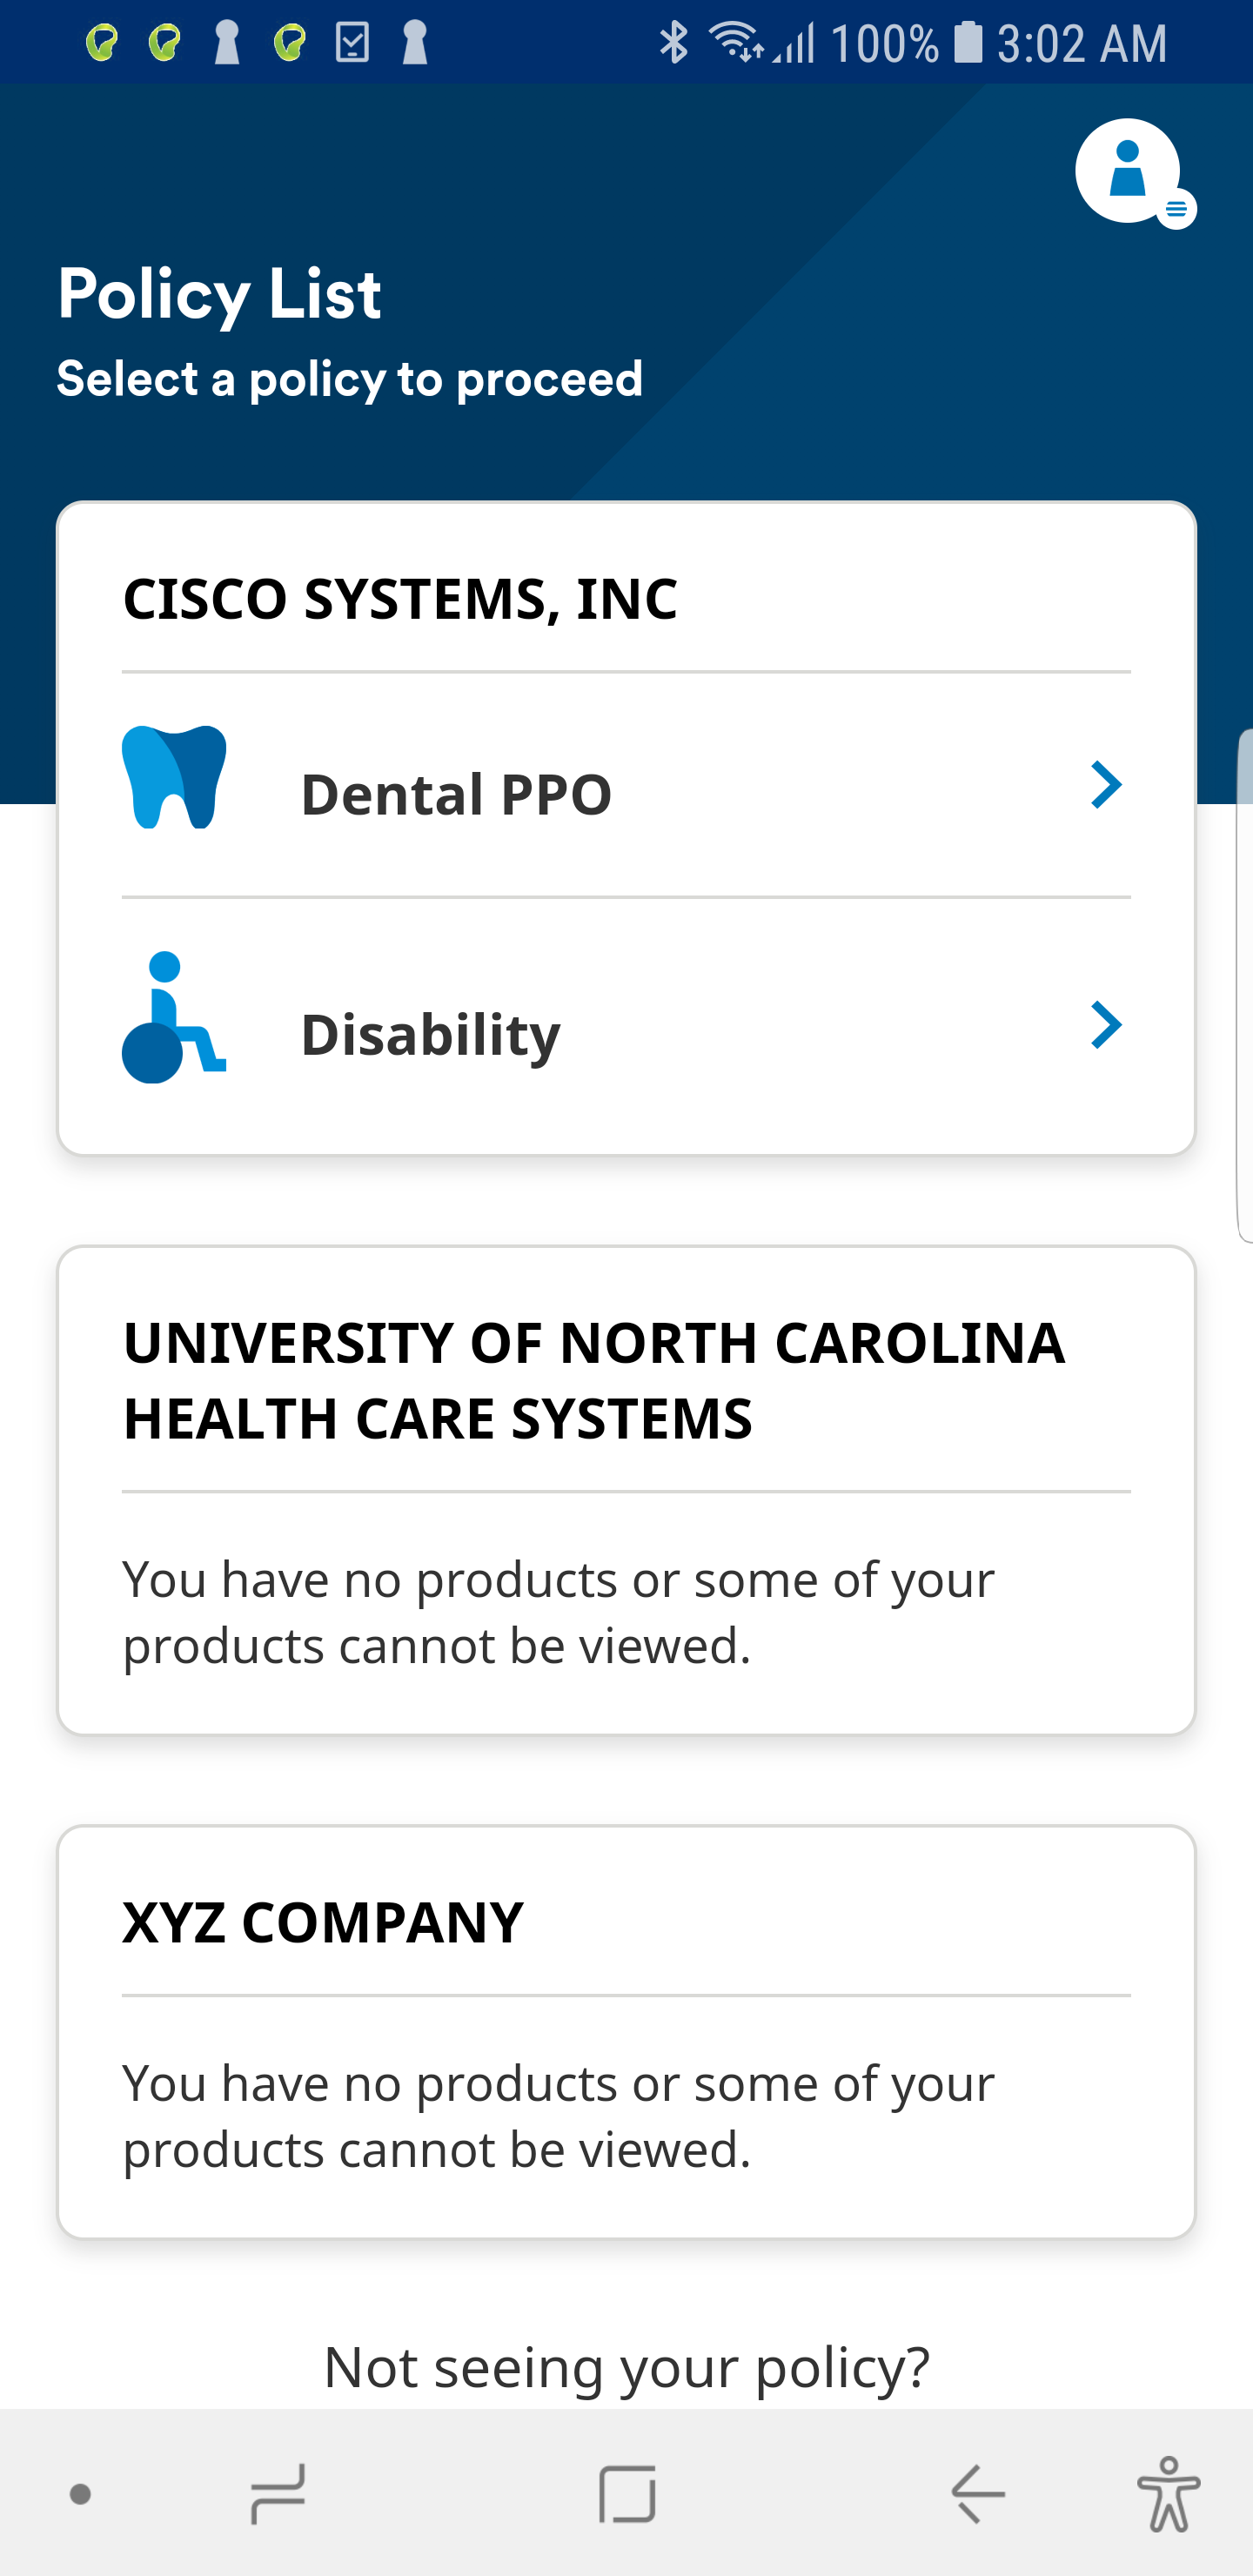 100% 3:02 AM
Policy List
Select a policy to proceed
CISCO SYSTEMS, INC
Dental PPO
Disability
UNIVERSITY OF NORTH CAROLINA
HEALTH CARE SYSTEMS
You have no products or some of your
products cannot be viewed.
XYZ COMPANY
You have no products or some of your
products cannot be viewed.
Not seeing your policy?